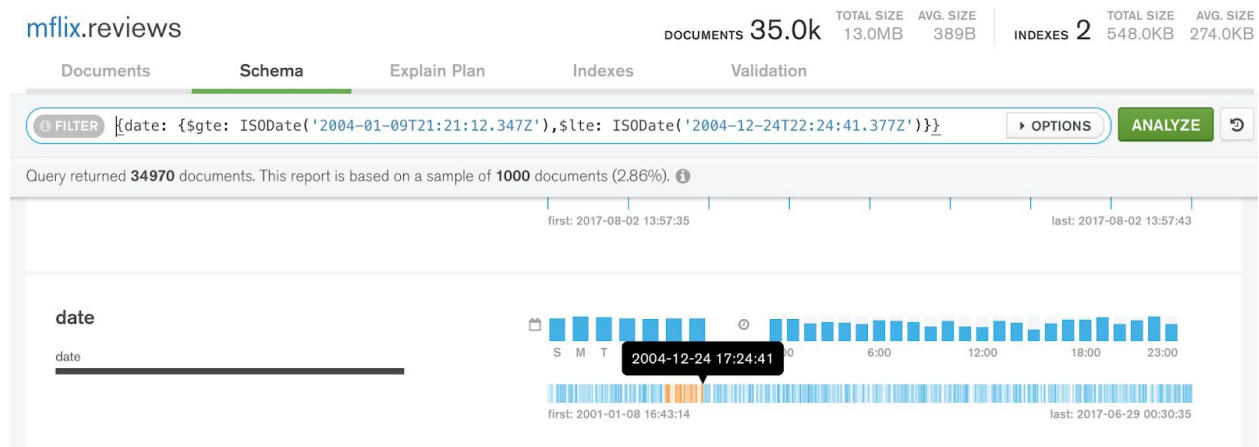 mflix.reviews
DOCUMENTS 35.0k TOTAL SIZE 13.0MB AVG. SIZE 389B INDEXES 2 TOTAL SIZE 548.0KB AVG. SIZE 274.0KB
Documents Schema Explain Plan Indexes Validation
FILTER {date: {$gte: ISODate('2004-01-09T21:21:12.347Z'),$lte: ISODate('2004-12-24T22:24:41.377Z')}} OPTIONS ANALYZE
Query returned 34970 documents. This report is based on a sample of 1000 documents (2.86%).
first: 2017-08-02 13:57:35 last: 2017-08-02 13:57:43
date
date
S M T 6:00 12:00 18:00 23:00
2004-12-24 17:24:41
first: 2001-01-08 16:43:14 last: 2017-06-29 00:30:35